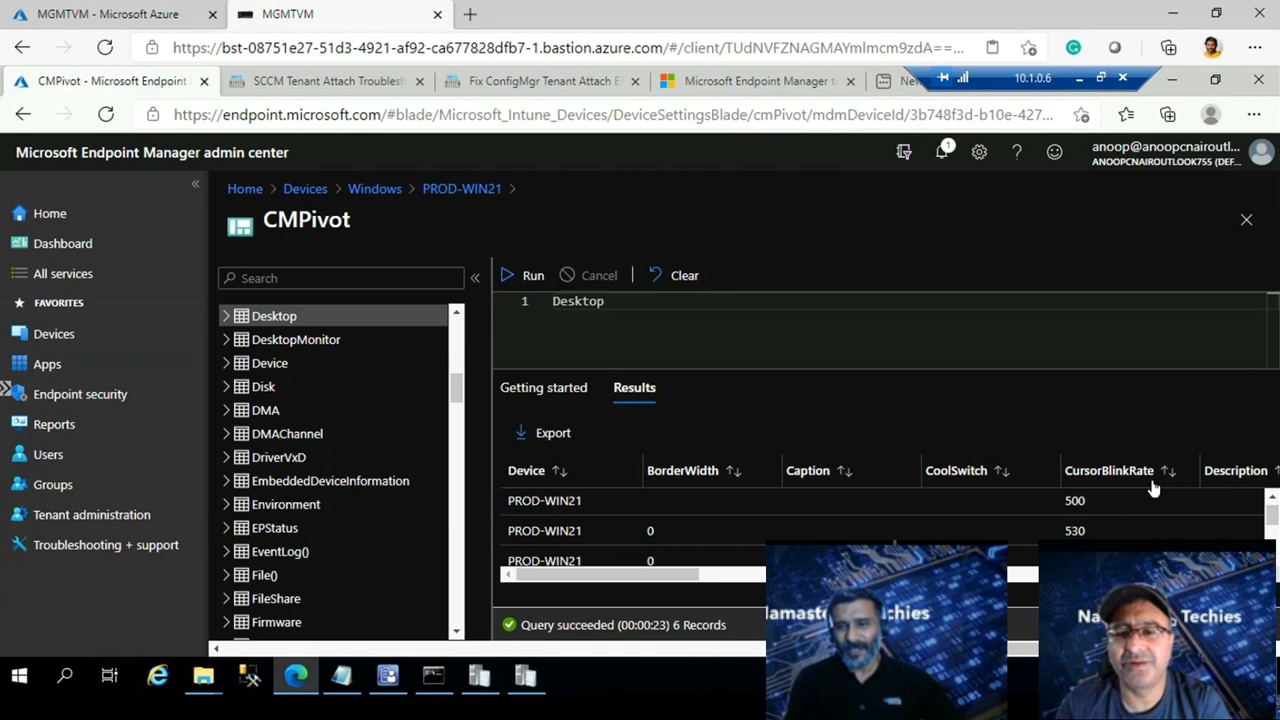 MGMTVM - Microsoft Azure
MGMTVM
https://bst-08751e27-51d3-4921-af92-ca677828dfb7-1.bastion.azure.com/#/client/TUdNVFZNAGMAYmlmcm9zdA==...
CMPivot - Microsoft Endpoint
SCCM Tenant Attach Troublesh
Fix ConfigMgr Tenant Attach E
Microsoft Endpoint Manager t
New
10.1.0.6
https://endpoint.microsoft.com/#blade/Microsoft_Intune_Devices/DeviceSettingsBlade/cmPivot/mdmDeviceId/3b748f3d-b10e-427...
Microsoft Endpoint Manager admin center
1
anoop@anoopcnairoutl...
ANOOPCNAIROUTLOOK755 (DEF...
Home
Dashboard
All services
FAVORITES
Devices
Apps
Endpoint security
Reports
Users
Groups
Tenant administration
Troubleshooting + support
Home > Devices > Windows > PROD-WIN21 >
CMPivot
Search
Desktop
DesktopMonitor
Device
Disk
DMA
DMAChannel
DriverVxD
EmbeddedDeviceInformation
Environment
EPStatus
EventLog()
File()
FileShare
Firmware
Run Cancel Clear
1 Desktop
Getting started Results
Export
Device BorderWidth Caption CoolSwitch CursorBlinkRate Description
PROD-WIN21 500
PROD-WIN21 0 530
PROD-WIN21 0
Query succeeded (00:00:23) 6 Records
Namaste Techies
Na Techies